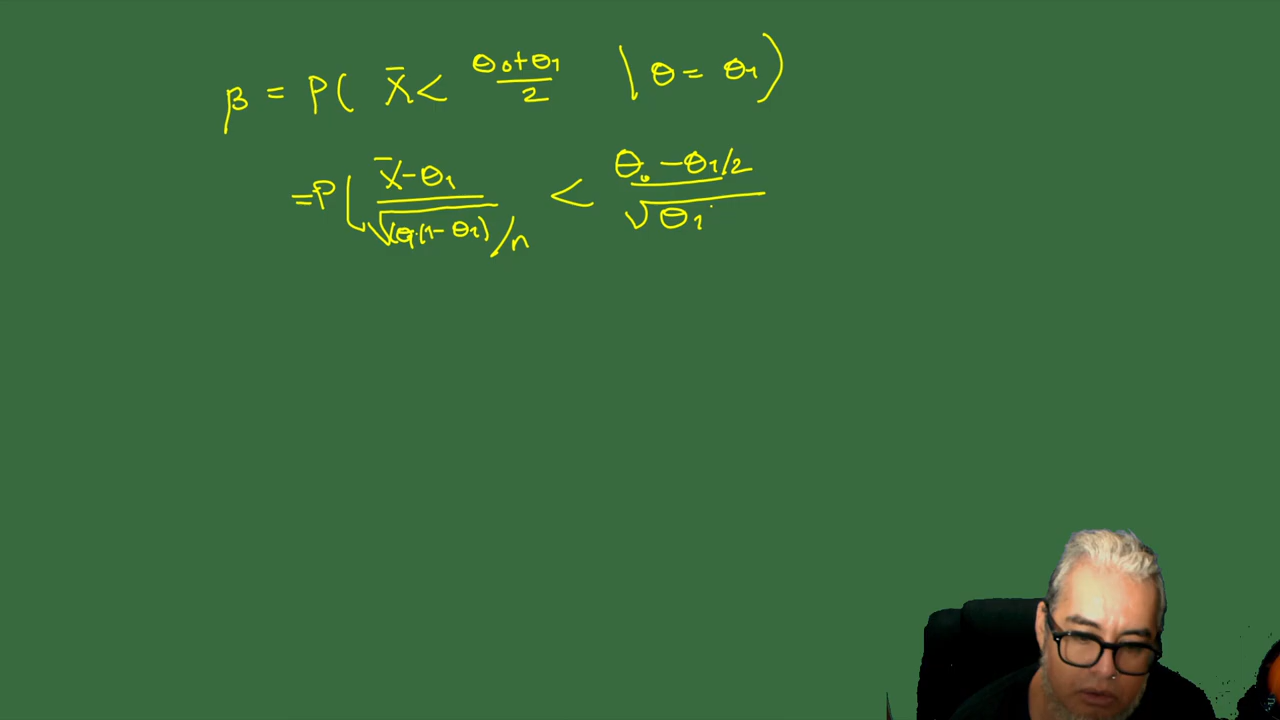 β = P( X̄ < (θ₀+θ₁)/2 | θ = θ₁)
= P( (X̄-θ₁)/√(θ₁(1-θ₁)/n) < (θ₀-θ₁/2)/√θ₁